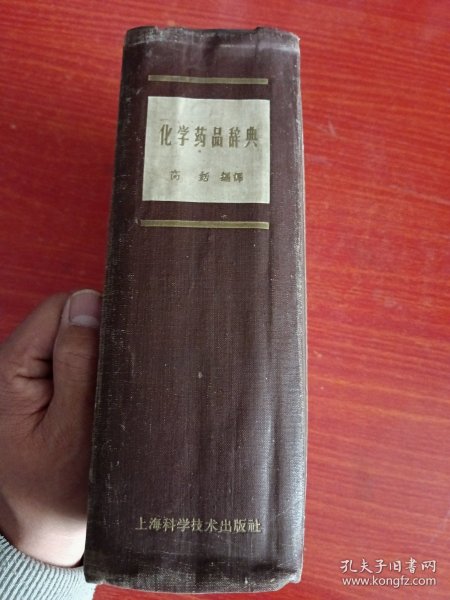 化学药品辞典
高 銛 编译
上海科学技术出版社
孔夫子旧书网
www.kongfz.com